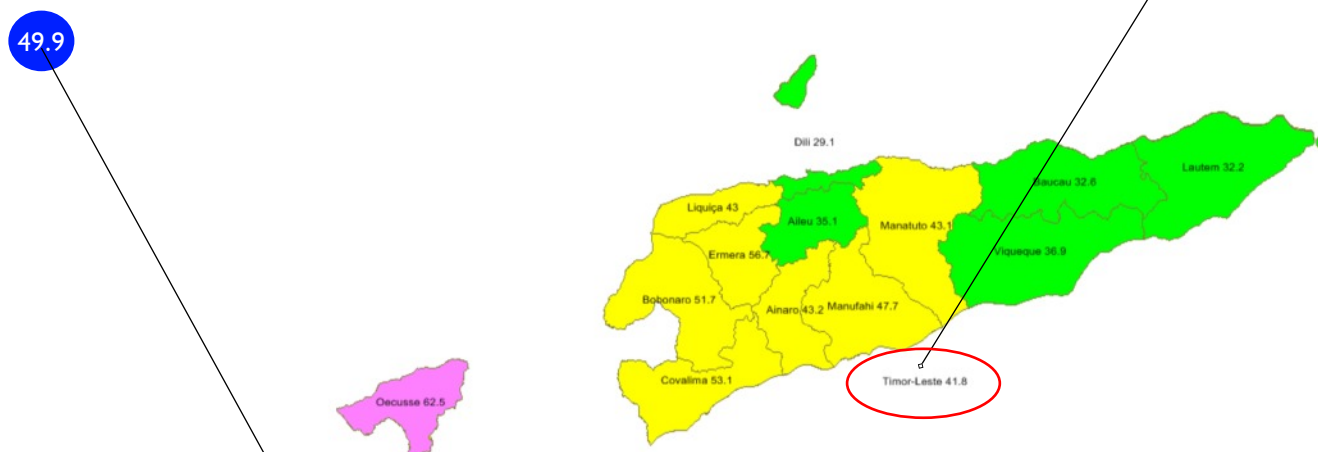 49.9
Dili 29.1
Lautem 32.2
Baucau 32.6
Liquiça 43
Aileu 35.1
Manatuto 43.1
Ermera 56.7
Viqueque 36.9
Bobonaro 51.7
Ainaro 43.2
Manufahi 47.7
Covalima 53.1
Timor-Leste 41.8
Oecusse 62.5